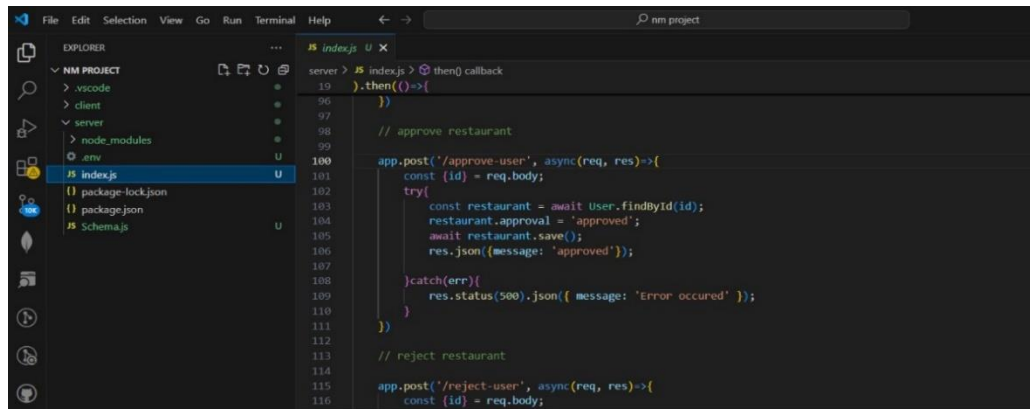 File Edit Selection View Go Run Terminal Help
nm project
EXPLORER
NM PROJECT
.vscode
client
server
node_modules
.env U
JS index.js U
{} package-lock.json
{} package.json
JS Schema.js U
10K
JS index.js U
server > JS index.js > then() callback
19 ).then(()=>{
96 })
97
98 // approve restaurant
99
100 app.post('/approve-user', async(req, res)=>{
101 const {id} = req.body;
102 try{
103 const restaurant = await User.findById(id);
104 restaurant.approval = 'approved';
105 await restaurant.save();
106 res.json({message: 'approved'});
107
108 }catch(err){
109 res.status(500).json({ message: 'Error occured' });
110 }
111 })
112
113 // reject restaurant
114
115 app.post('/reject-user', async(req, res)=>{
116 const {id} = req.body;